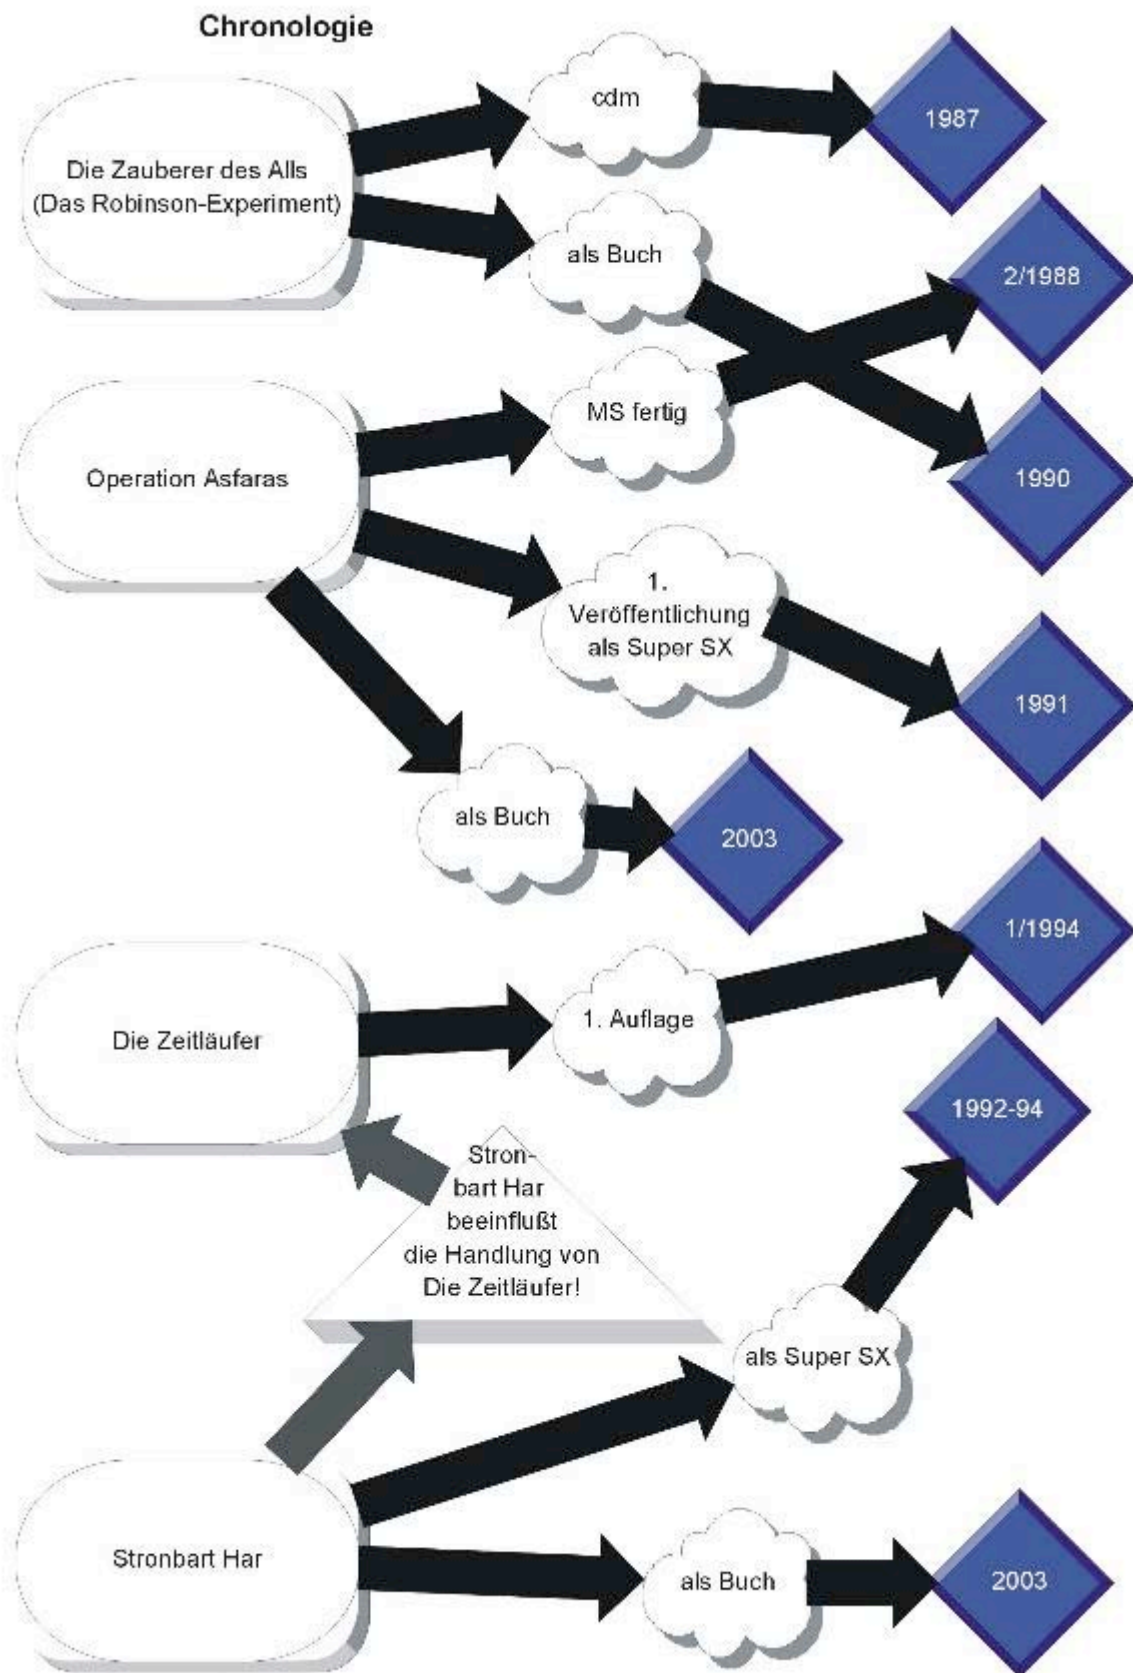 Chronologie
cdm
1987
Die Zauberer des Alls
(Das Robinson-Experiment)
als Buch
2/1988
MS fertig
Operation Asfaras
1990
1.
Veröffentlichung
als Super SX
1991
als Buch
2003
1/1994
1. Auflage
Die Zeitläufer
1992-94
Stron-
bart Har
beeinflußt
die Handlung von
Die Zeitläufer!
als Super SX
Stronbart Har
als Buch
2003